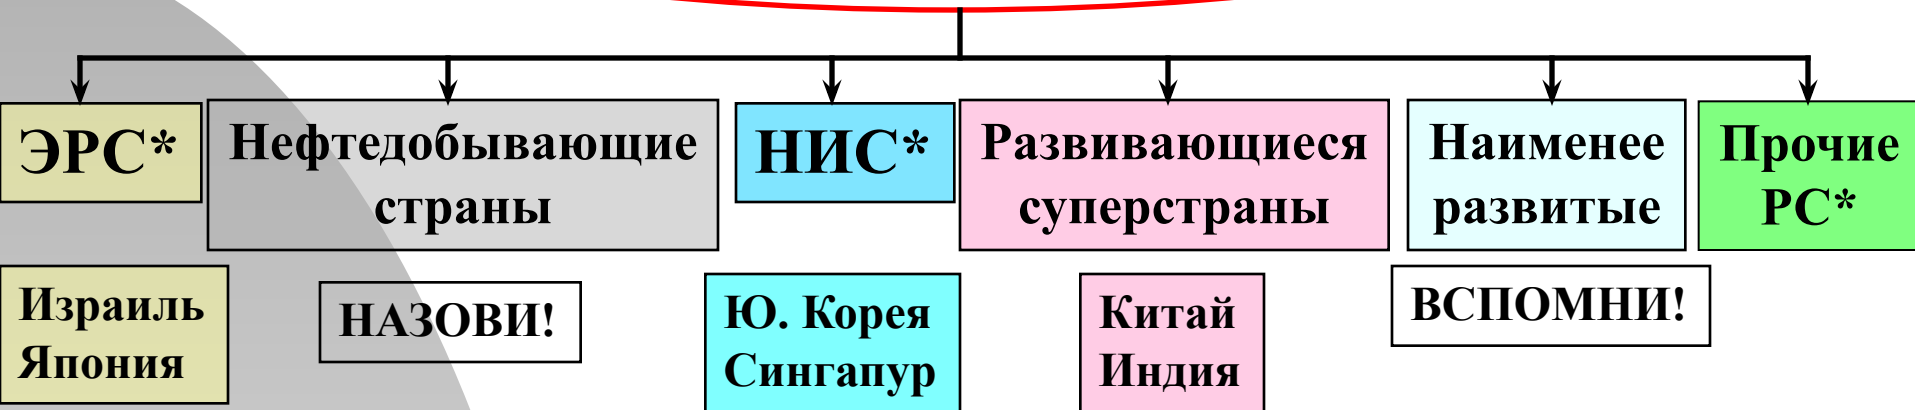 ЭРС*
Нефтедобывающие
страны
НИС*
Развивающиеся
суперстраны
Наименее
развитые
Прочие
РС*
Израиль
Япония
НАЗОВИ!
Ю. Корея
Сингапур
Китай
Индия
ВСПОМНИ!